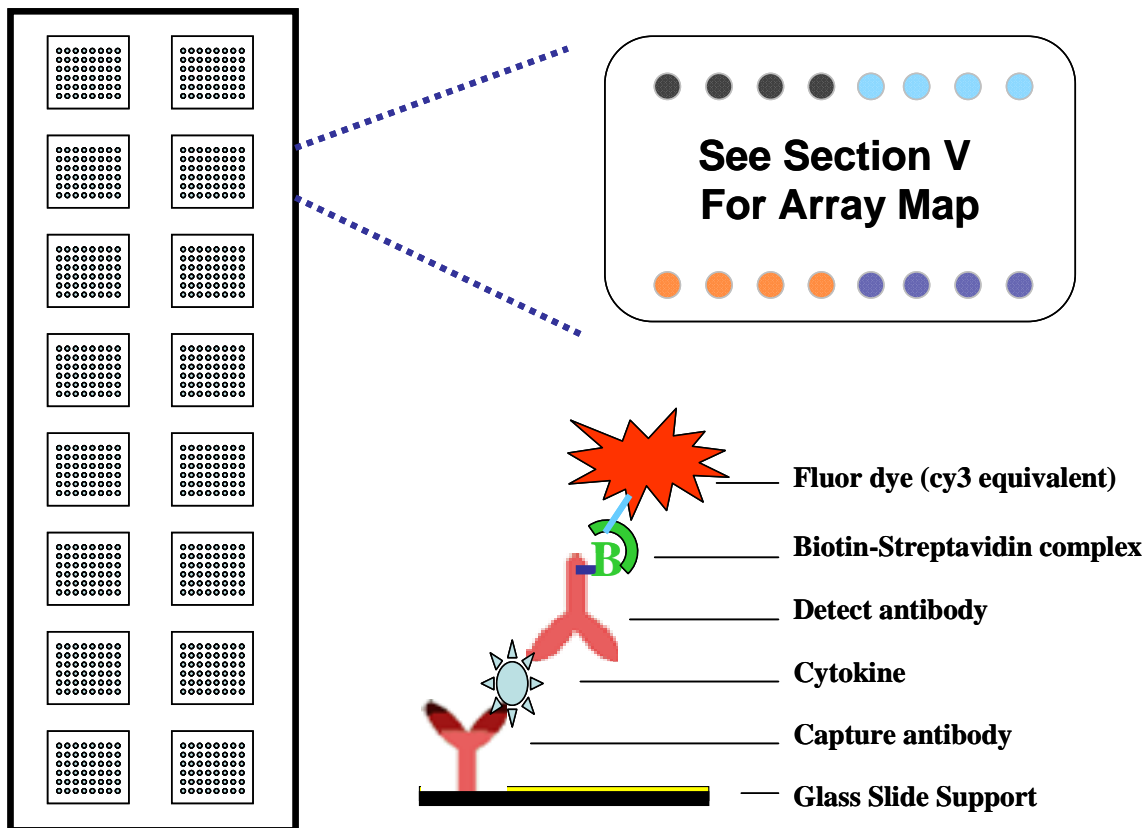 See Section V
For Array Map
Fluor dye (cy3 equivalent)
Biotin-Streptavidin complex
B
Detect antibody
Cytokine
Capture antibody
Glass Slide Support